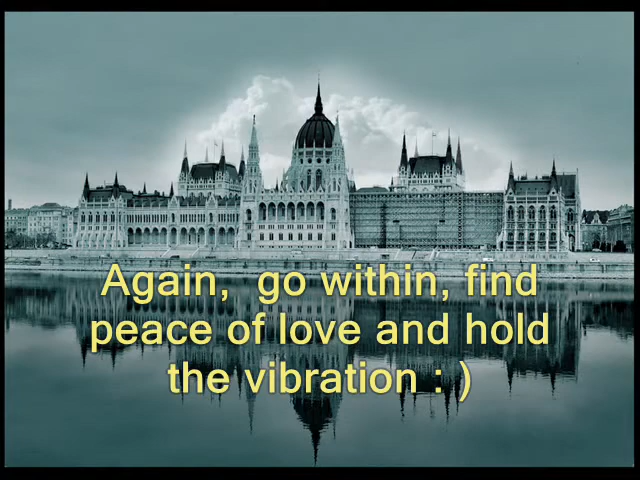 Again,  go within, find
peace of love and hold
the vibration : )